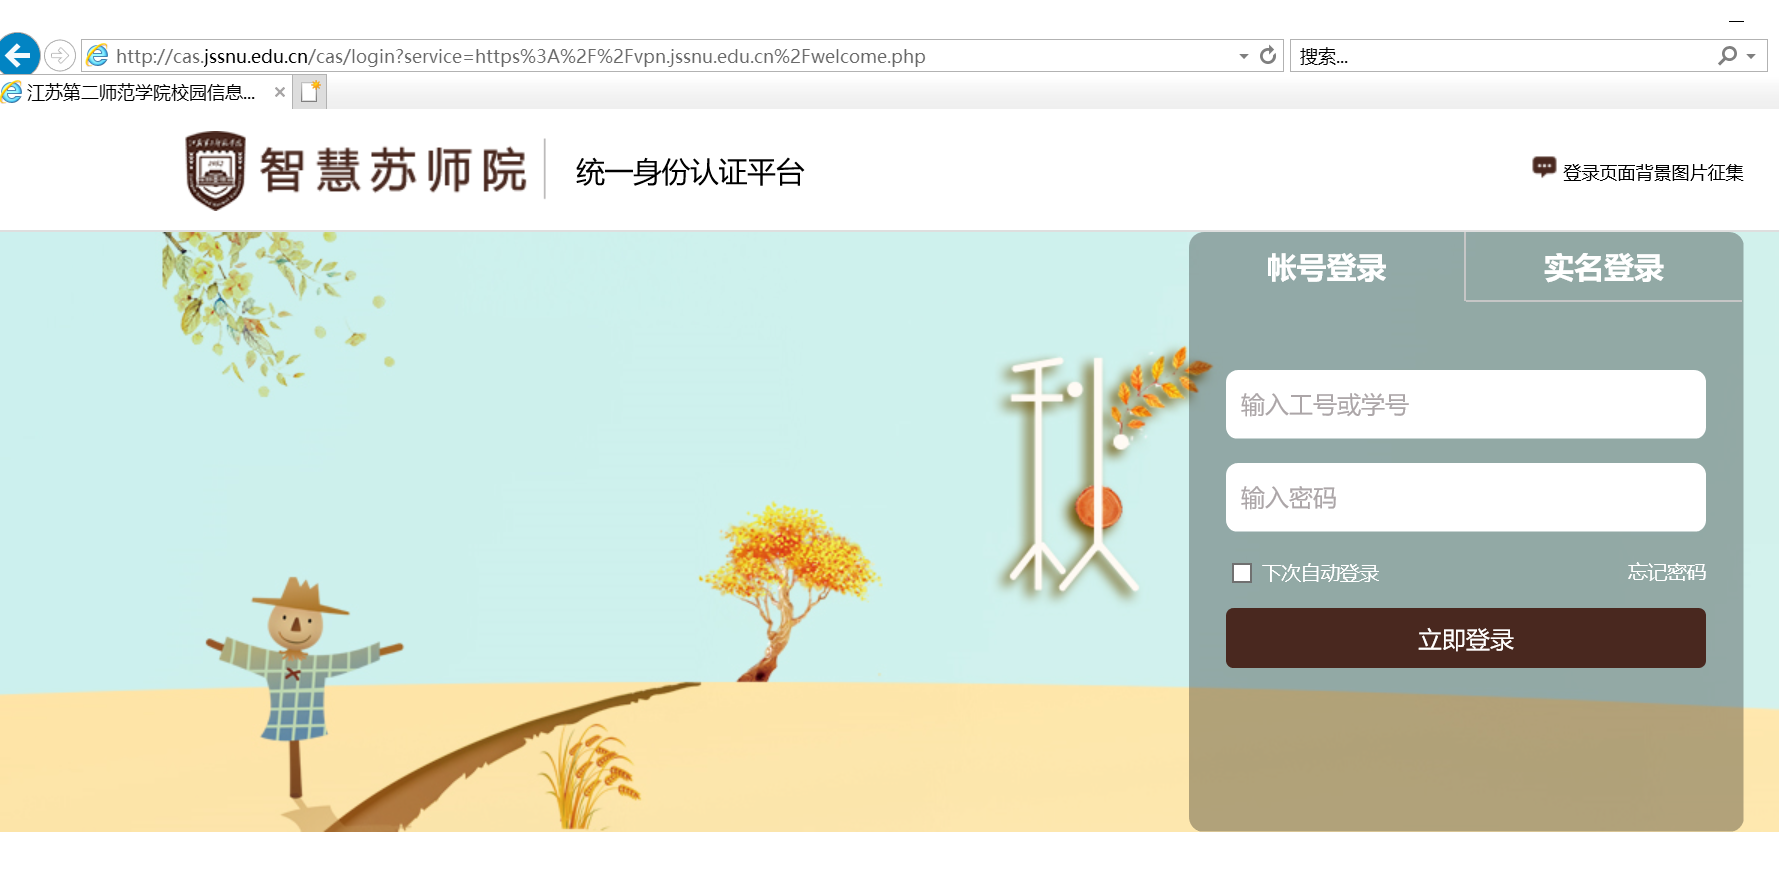 http://cas.jssnu.edu.cn/cas/login?service=https%3A%2F%2Fvpn.jssnu.edu.cn%2Fwelcome.php
搜索...
江苏第二师范学院校园信息...
智慧苏师院
统一身份认证平台
登录页面背景图片征集
帐号登录
实名登录
秋
输入工号或学号
输入密码
下次自动登录
忘记密码
立即登录